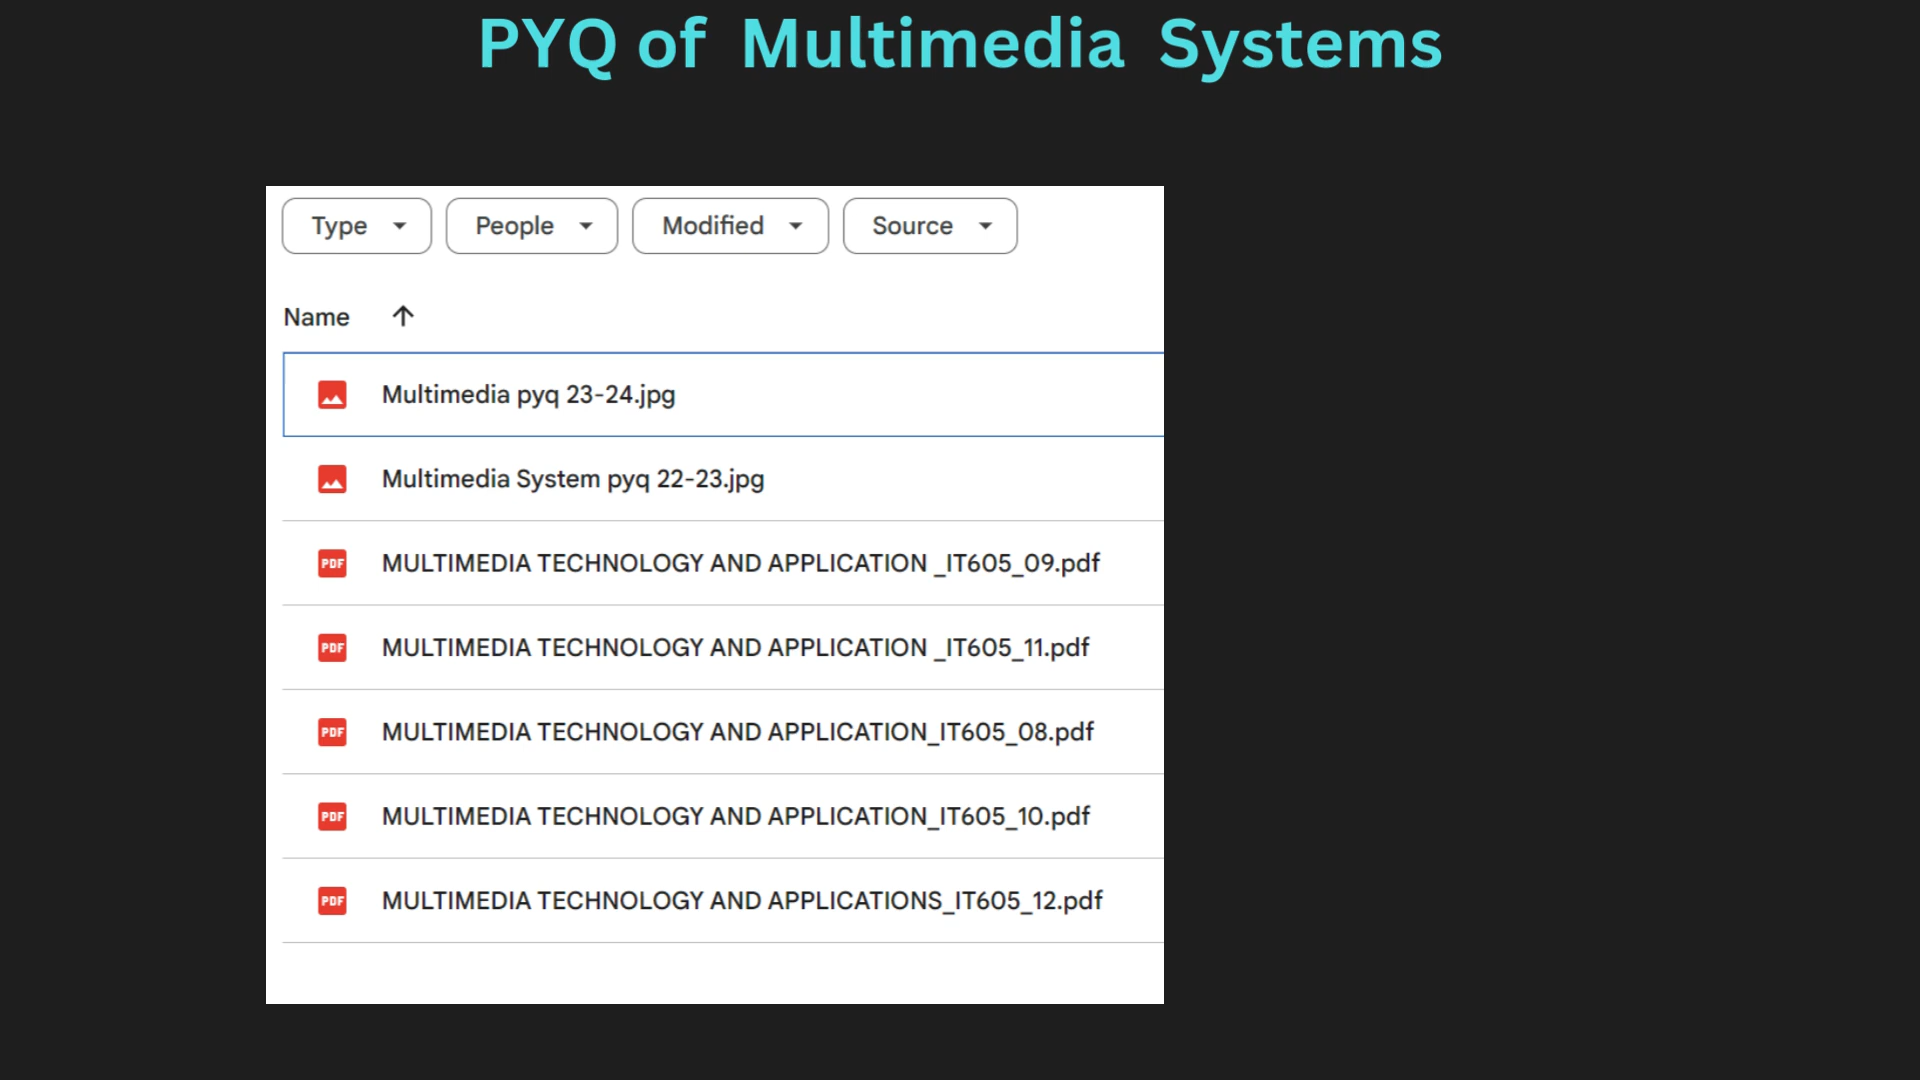 PYQ of Multimedia Systems
Type People Modified Source
Name
Multimedia pyq 23-24.jpg
Multimedia System pyq 22-23.jpg
PDF MULTIMEDIA TECHNOLOGY AND APPLICATION _IT605_09.pdf
PDF MULTIMEDIA TECHNOLOGY AND APPLICATION _IT605_11.pdf
PDF MULTIMEDIA TECHNOLOGY AND APPLICATION_IT605_08.pdf
PDF MULTIMEDIA TECHNOLOGY AND APPLICATION_IT605_10.pdf
PDF MULTIMEDIA TECHNOLOGY AND APPLICATIONS_IT605_12.pdf